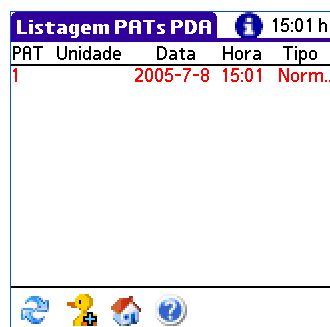 Listagem PATs PDA 15:01 h
PAT Unidade Data Hora Tipo
1 2005-7-8 15:01 Norm..